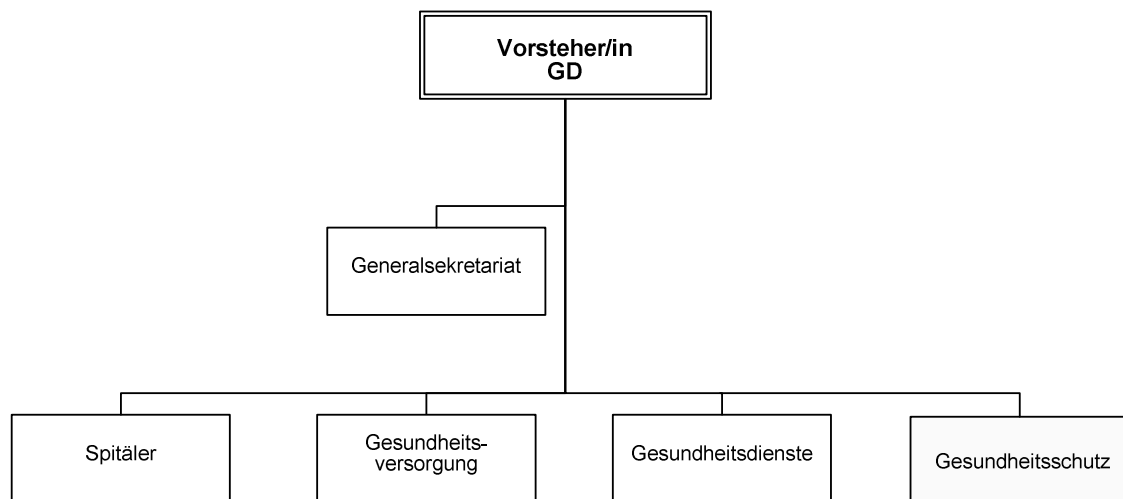 Vorsteher/in
GD
Generalsekretariat
Spitäler
Gesundheits-
versorgung
Gesundheitsdienste
Gesundheitsschutz